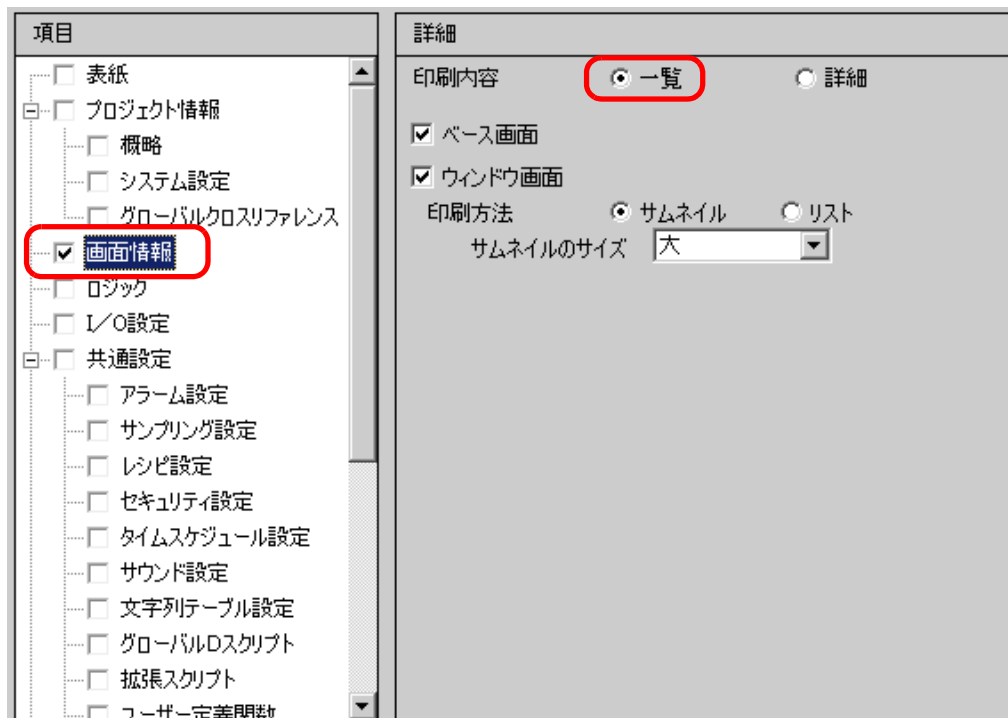 項目
表紙
プロジェクト情報
概略
システム設定
グローバルクロスリファレンス
画面情報
ロジック
I/O設定
共通設定
アラーム設定
サンプリング設定
レシピ設定
セキュリティ設定
タイムスケジュール設定
サウンド設定
文字列テーブル設定
グローバルDスクリプト
拡張スクリプト
ユーザー定義関数
詳細
印刷内容 一覧 詳細
ベース画面
ウィンドウ画面
印刷方法 サムネイル リスト
サムネイルのサイズ 大